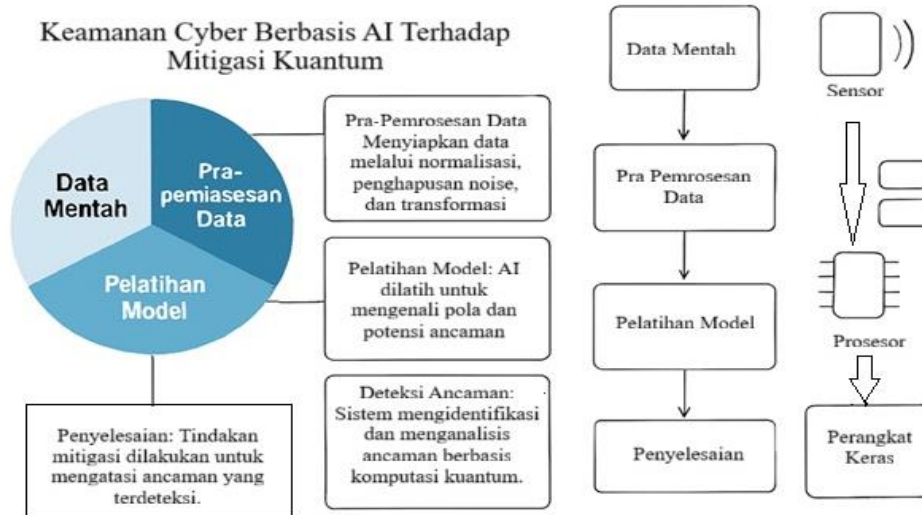 Keamanan Cyber Berbasis AI Terhadap
Mitigasi Kuantum
Data
Mentah
Pra-
pemiasesan
Data
Pelatihan
Model
Pra-Pemrosesan Data
Menyiapkan data
melalui normalisasi,
penghapusan noise,
dan transformasi
Pelatihan Model: AI
dilatih untuk
mengenali pola dan
potensi ancaman
Deteksi Ancaman:
Sistem mengidentifikasi
dan menganalisis
ancaman berbasis
komputasi kuantum.
Penyelesaian: Tindakan
mitigasi dilakukan untuk
mengatasi ancaman yang
terdeteksi.
Data Mentah
Pra Pemrosesan
Data
Pelatihan Model
Penyelesaian
Sensor
Prosesor
Perangkat
Keras